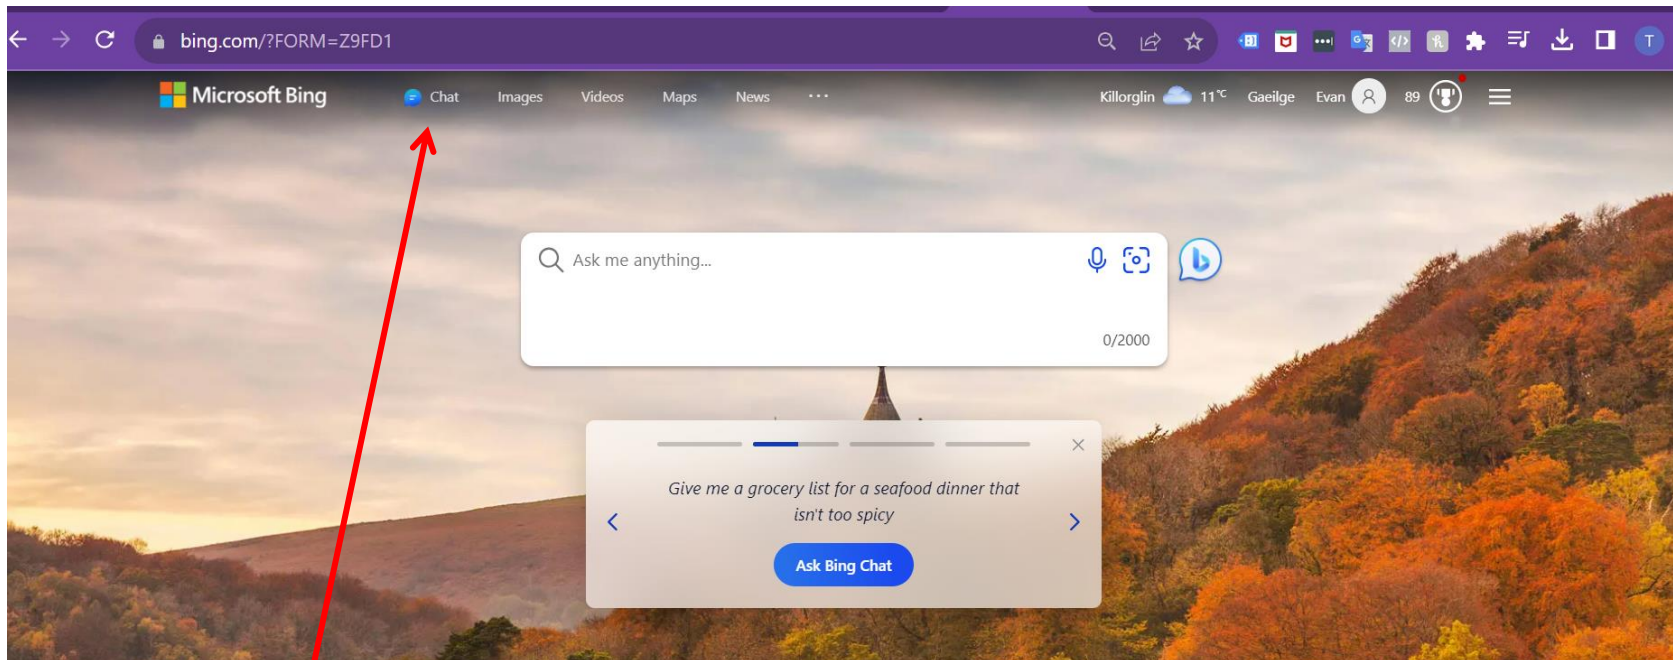 bing.com/?FORM=Z9FD1
T
Microsoft Bing
Chat Images Videos Maps News ···
Killorglin 11°C Gaeilge Evan 89
Ask me anything...
0/2000
Give me a grocery list for a seafood dinner that
isn't too spicy
Ask Bing Chat